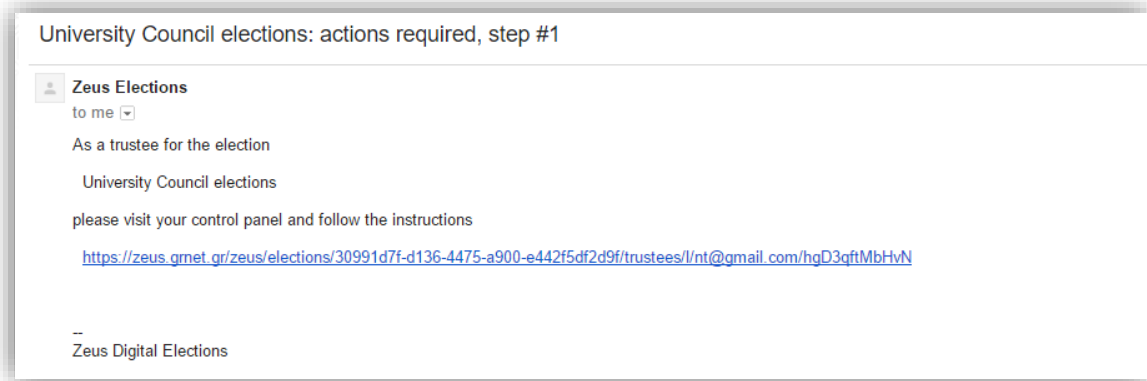 University Council elections: actions required, step #1
Zeus Elections
to me
As a trustee for the election
University Council elections
please visit your control panel and follow the instructions
https://zeus.grnet.gr/zeus/elections/30991d7f-d136-4475-a900-e442f5df2d9f/trustees/l/nt@gmail.com/hgD3qftMbHvN
--
Zeus Digital Elections